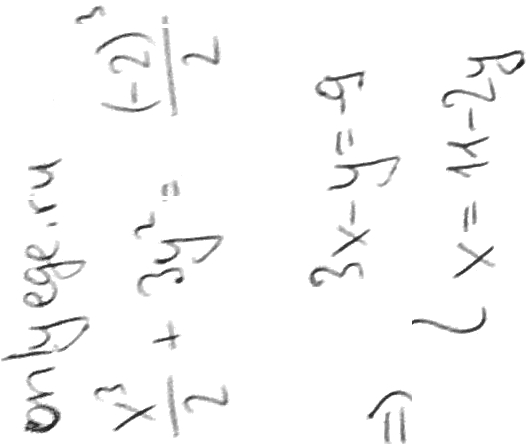 onlyege.ru
x³/2 + 3y² = (-2)³/2
3x-y=-9
⇒ { x = 11-2y